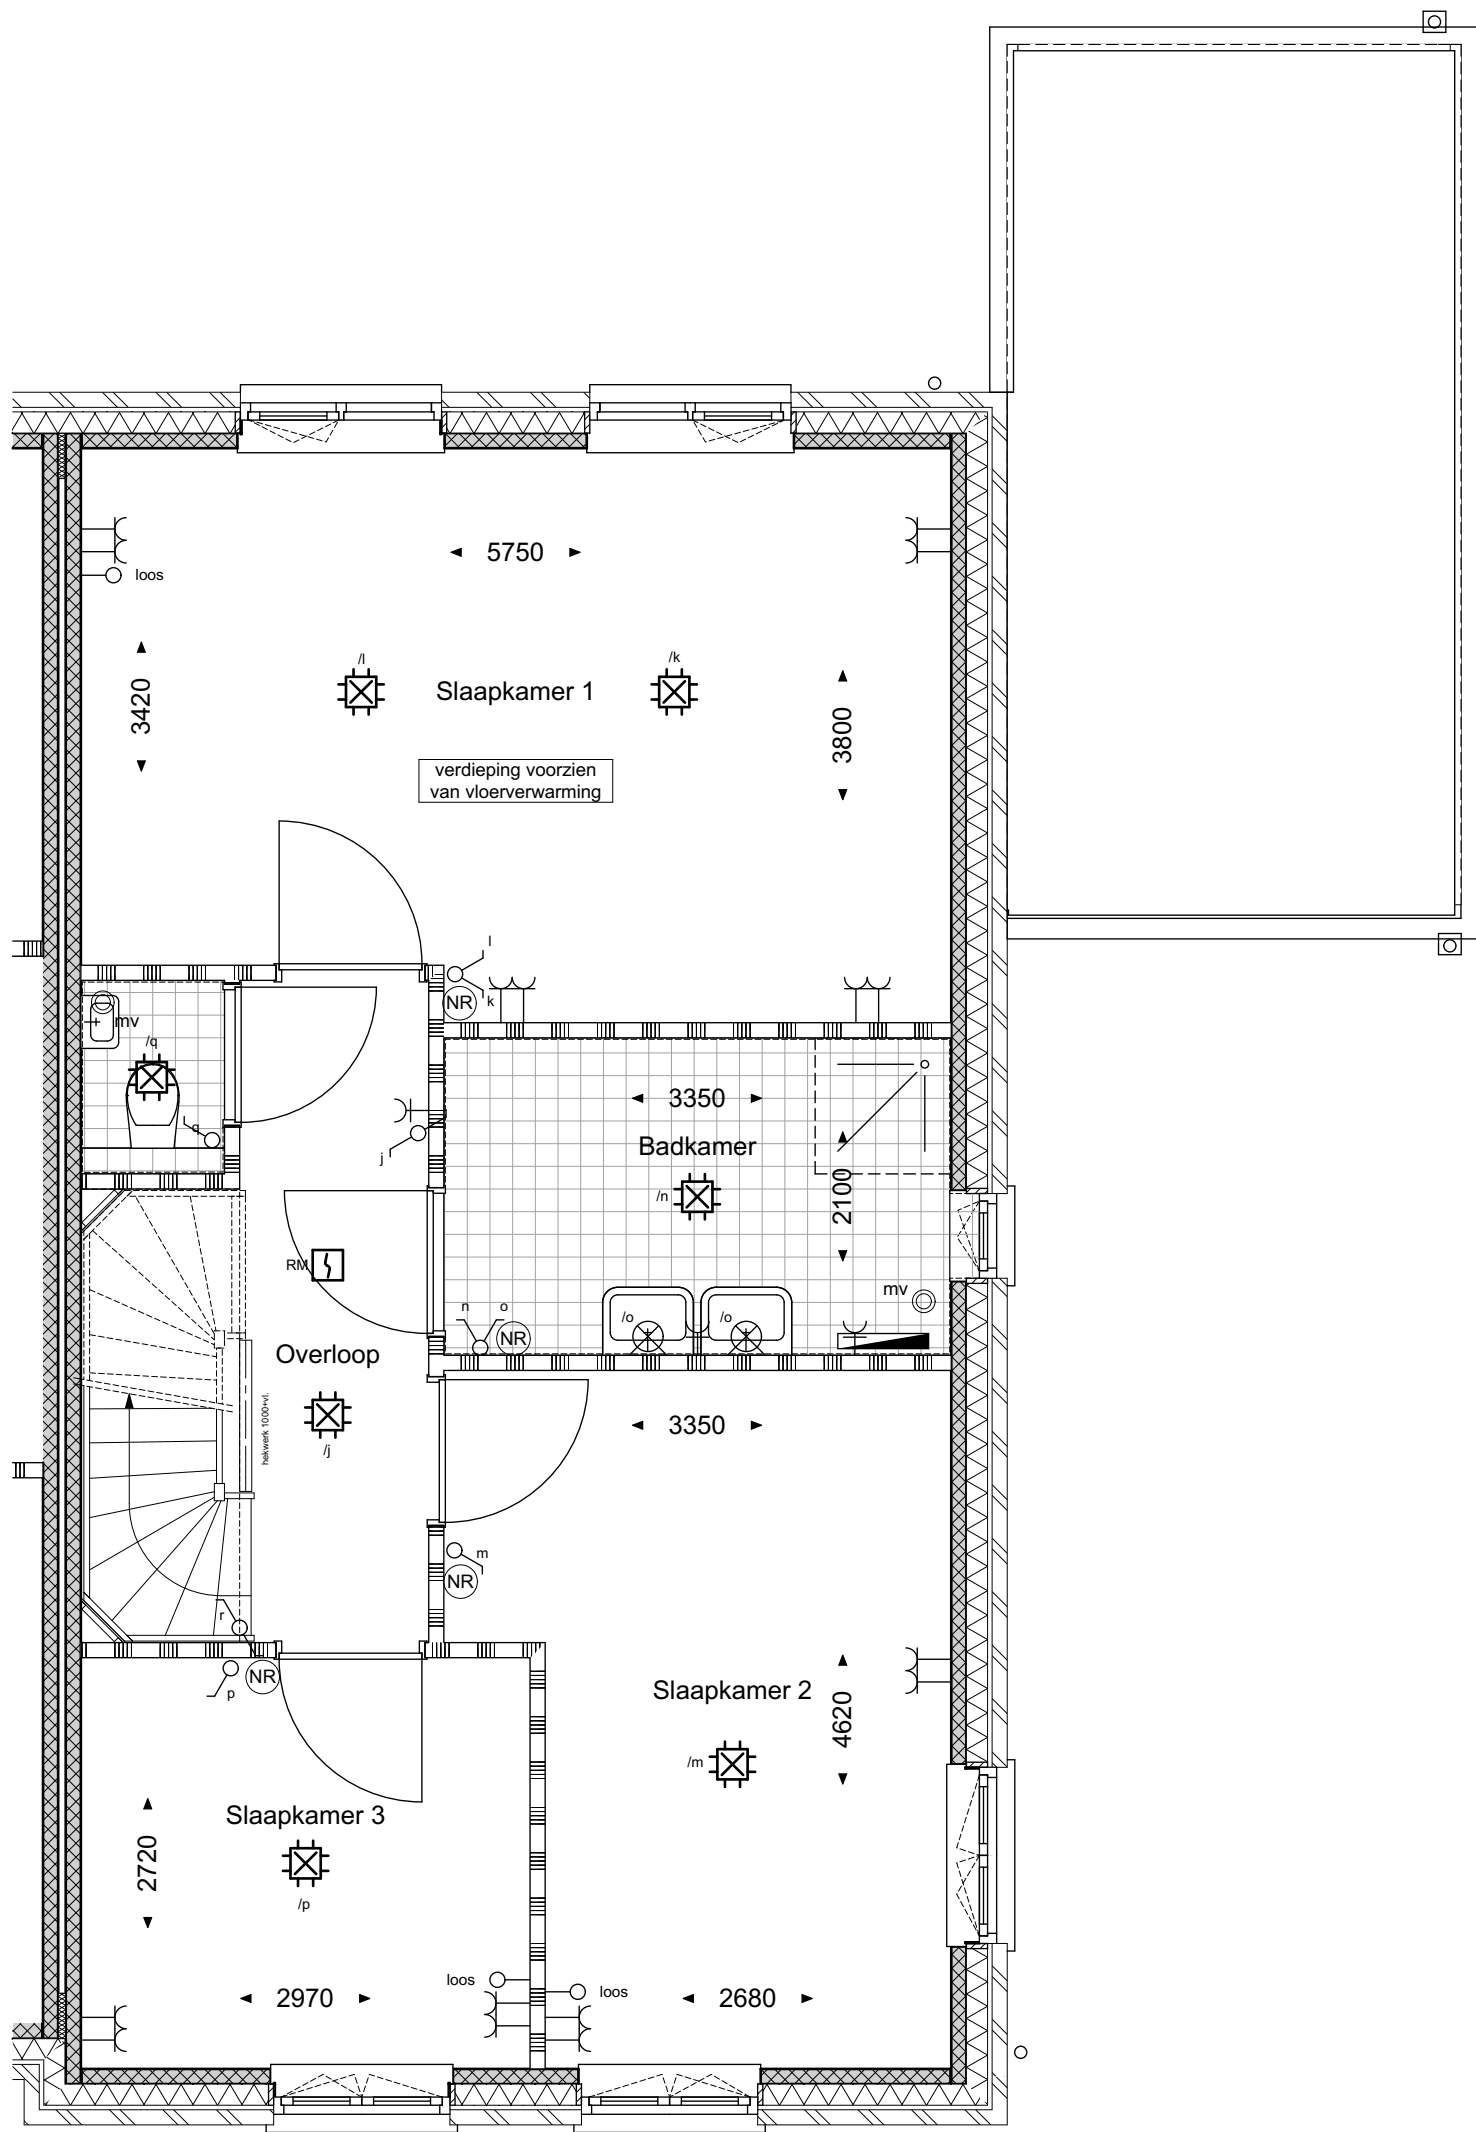 5750
loos
/l
/k
3420
Slaapkamer 1
3800
verdieping voorzien
van vloerverwarming
l
NR
k
mv
/q
q
3350
j
Badkamer
/n
2100
RM
mv
n
o
NR
/o
/o
Overloop
hekwerk 1000+vl.
/j
3350
m
NR
r
p
NR
Slaapkamer 2
4620
/m
Slaapkamer 3
2720
/p
loos
loos
2970
2680